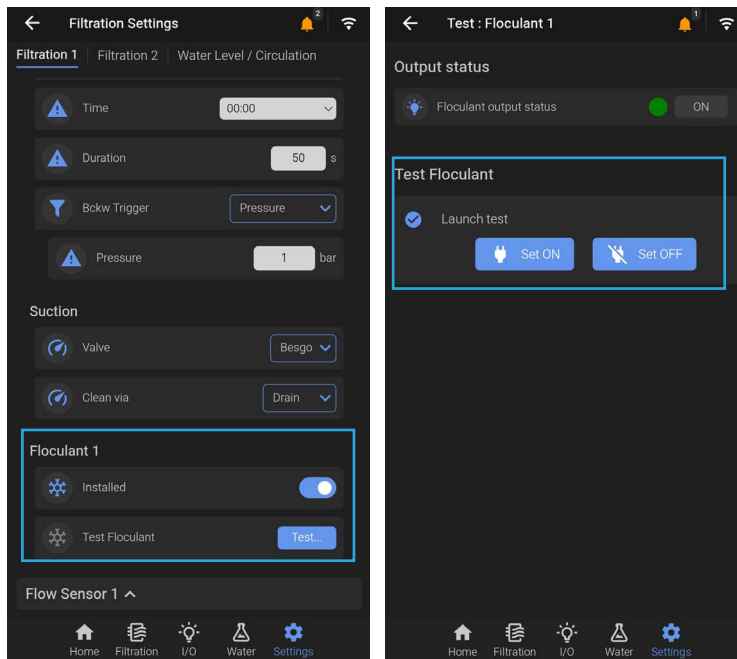 Filtration Settings
2
Filtration 1
Filtration 2
Water Level / Circulation
Time
00:00
Duration
50
s
Bckw Trigger
Pressure
Pressure
1
bar
Suction
Valve
Besgo
Clean via
Drain
Floculant 1
Installed
Test Floculant
Test...
Flow Sensor 1
Home
Filtration
I/O
Water
Settings
Test : Floculant 1
1
Output status
Floculant output status
ON
Test Floculant
Launch test
Set ON
Set OFF
Home
Filtration
I/O
Water
Settings